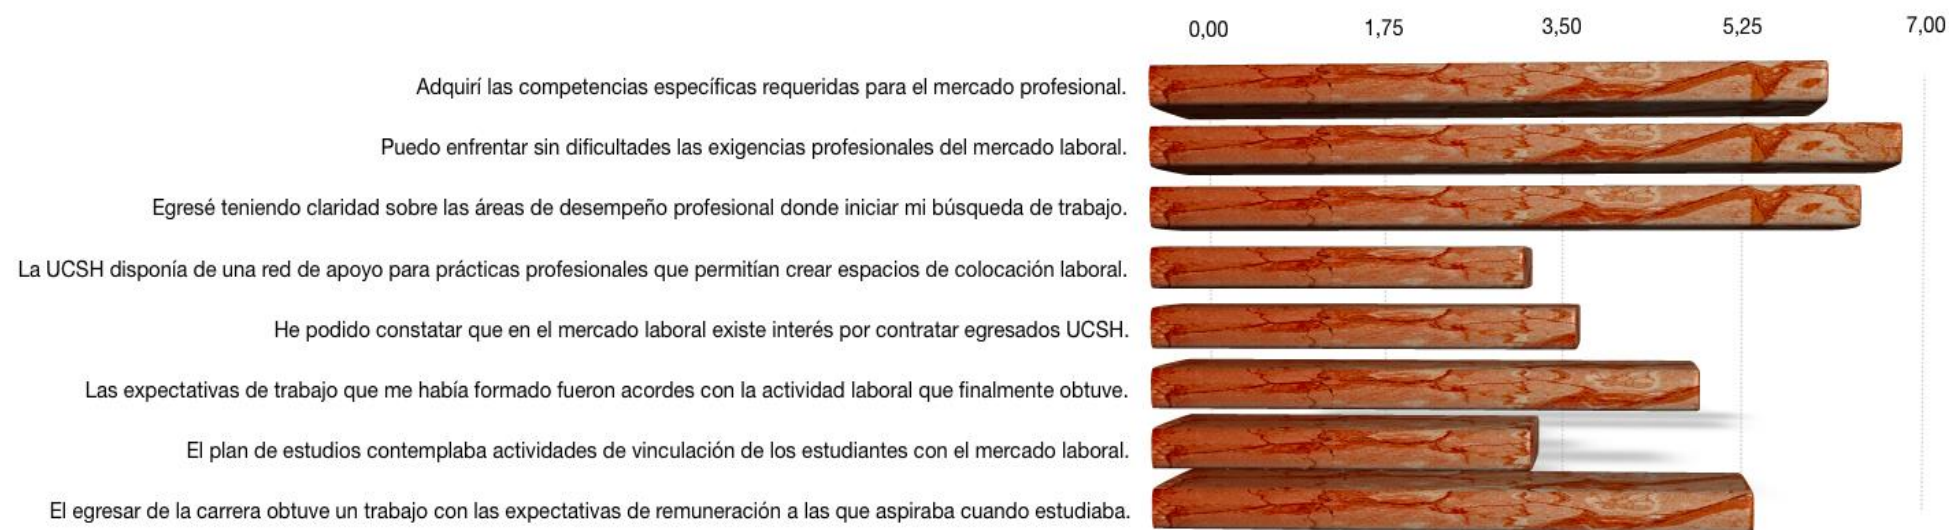 0,00 1,75 3,50 5,25 7,00
Adquirí las competencias específicas requeridas para el mercado profesional.
Puedo enfrentar sin dificultades las exigencias profesionales del mercado laboral.
Egresé teniendo claridad sobre las áreas de desempeño profesional donde iniciar mi búsqueda de trabajo.
La UCSH disponía de una red de apoyo para prácticas profesionales que permitían crear espacios de colocación laboral.
He podido constatar que en el mercado laboral existe interés por contratar egresados UCSH.
Las expectativas de trabajo que me había formado fueron acordes con la actividad laboral que finalmente obtuve.
El plan de estudios contemplaba actividades de vinculación de los estudiantes con el mercado laboral.
El egresar de la carrera obtuve un trabajo con las expectativas de remuneración a las que aspiraba cuando estudiaba.